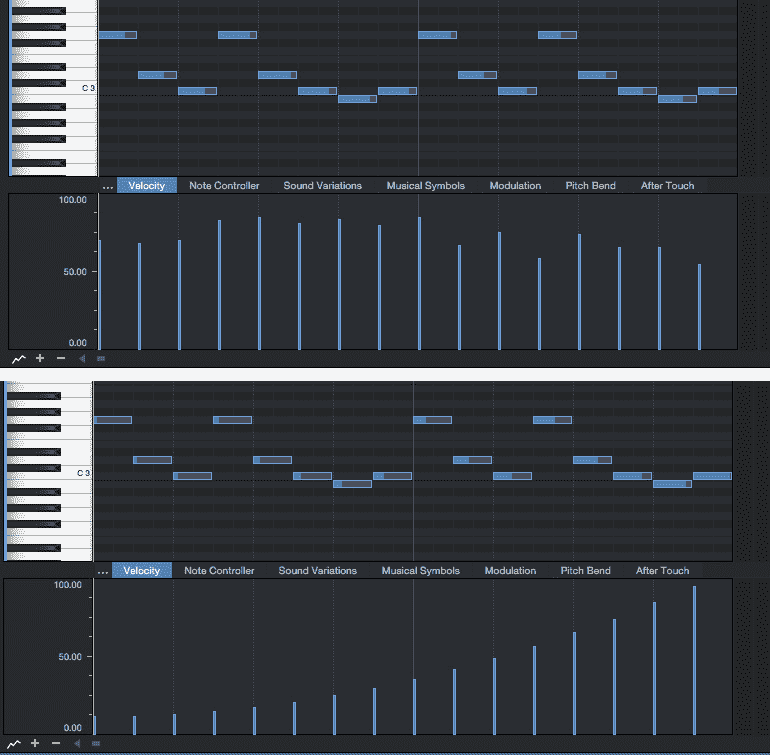 C 3
... Velocity Note Controller Sound Variations Musical Symbols Modulation Pitch Bend After Touch
100.00
50.00
0.00
C 3
... Velocity Note Controller Sound Variations Musical Symbols Modulation Pitch Bend After Touch
100.00
50.00
0.00